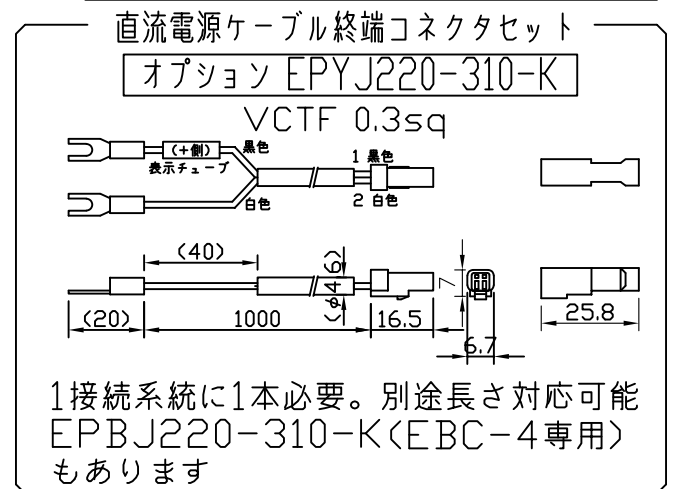 直流電源ケーブル終端コネクタセット
オプション EPYJ220-310-K
VCTF 0.3sq
(+側) 黒色
表示チューブ
1 黒色
白色
2 白色
(40)
(φ4.6)
7
(20)
1000
16.5
6.7
25.8
1接続系統に1本必要。別途長さ対応可能
EPBJ220-310-K(EBC-4専用)
もあります